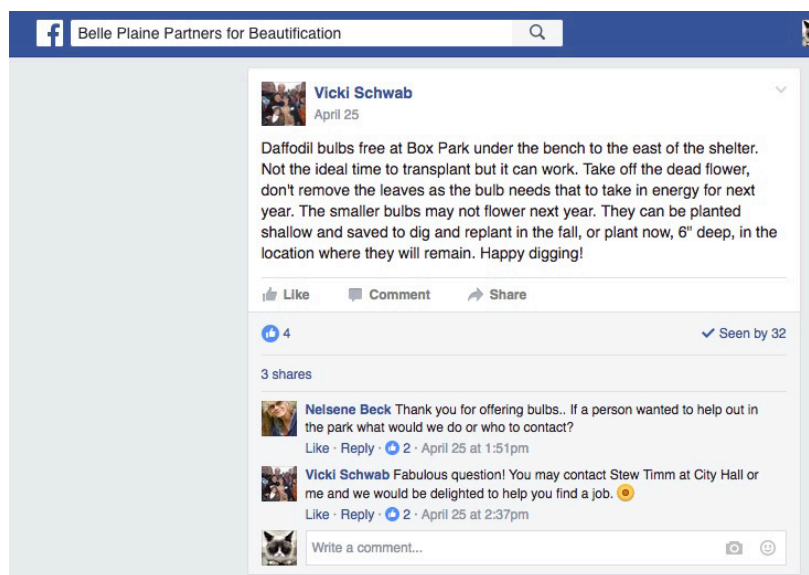 f Belle Plaine Partners for Beautification
Vicki Schwab
April 25
Daffodil bulbs free at Box Park under the bench to the east of the shelter.
Not the ideal time to transplant but it can work. Take off the dead flower,
don't remove the leaves as the bulb needs that to take in energy for next
year. The smaller bulbs may not flower next year. They can be planted
shallow and saved to dig and replant in the fall, or plant now, 6" deep, in the
location where they will remain. Happy digging!
Like Comment Share
4 Seen by 32
3 shares
Nelsene Beck Thank you for offering bulbs.. If a person wanted to help out in
the park what would we do or who to contact?
Like · Reply · 2 · April 25 at 1:51pm
Vicki Schwab Fabulous question! You may contact Stew Timm at City Hall or
me and we would be delighted to help you find a job.
Like · Reply · 2 · April 25 at 2:37pm
Write a comment...